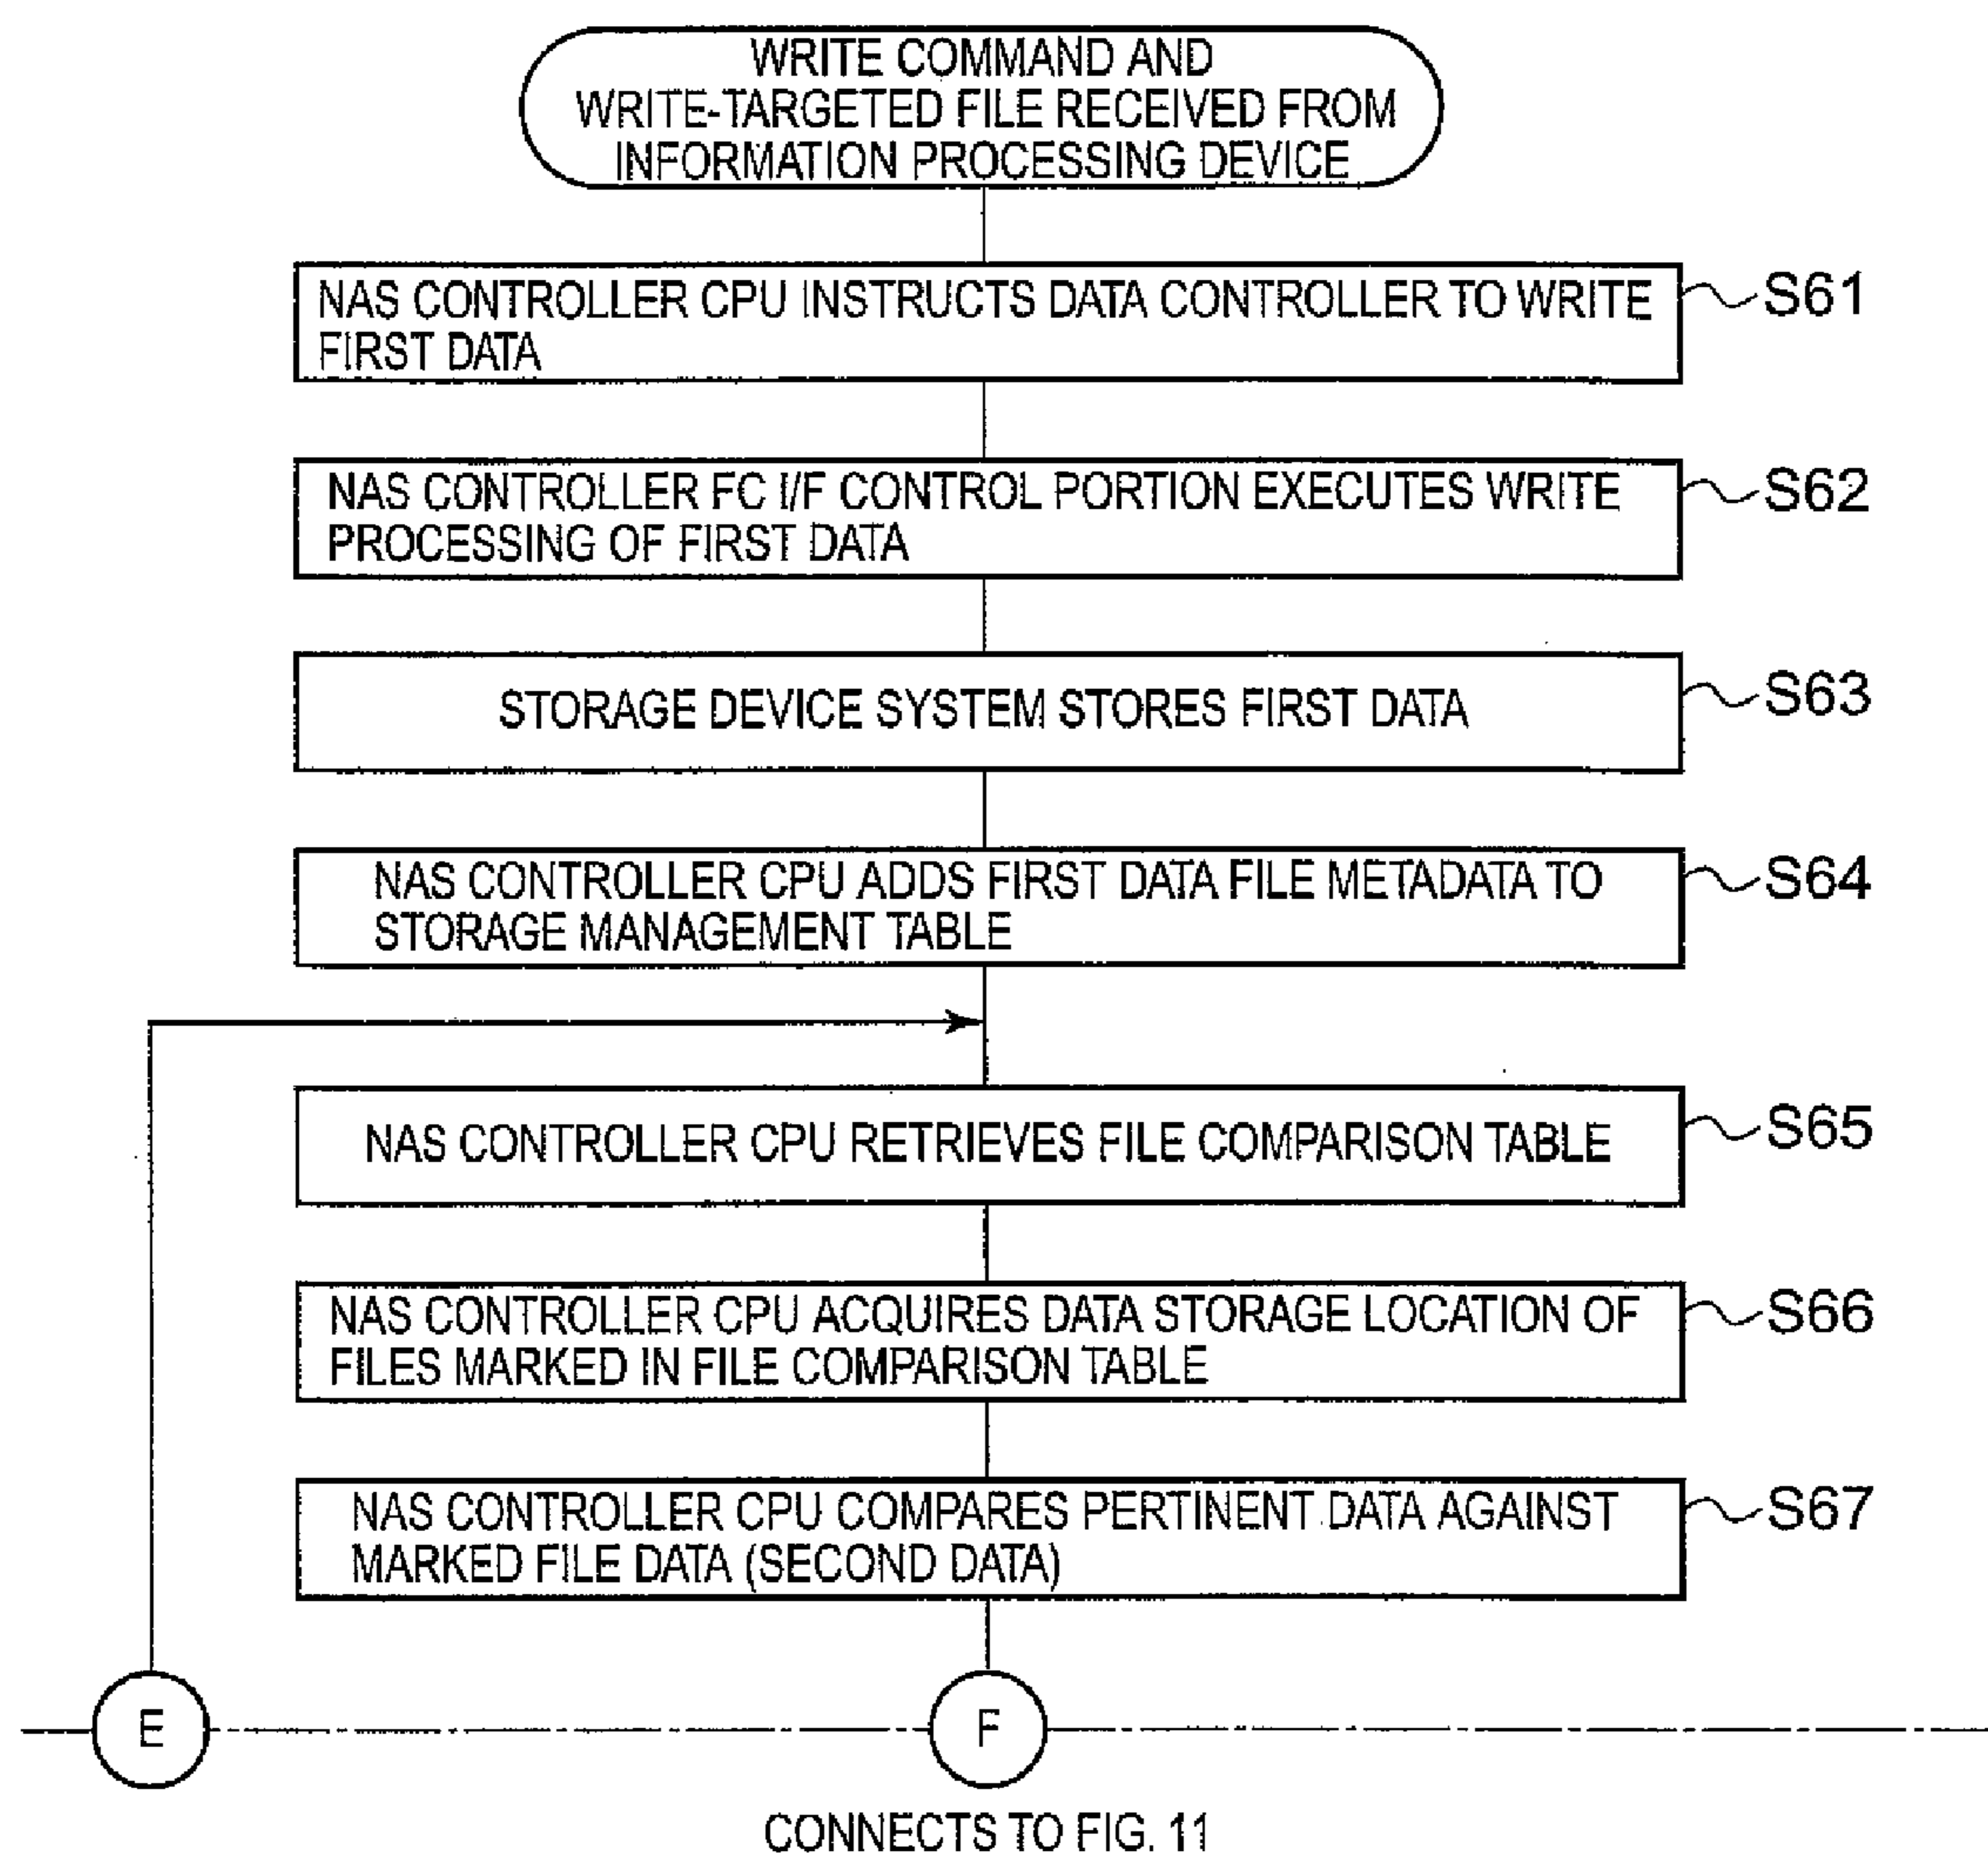 WRITE COMMAND AND
WRITE-TARGETED FILE RECEIVED FROM
INFORMATION PROCESSING DEVICE
NAS CONTROLLER CPU INSTRUCTS DATA CONTROLLER TO WRITE
FIRST DATA
S61
NAS CONTROLLER FC I/F CONTROL PORTION EXECUTES WRITE
PROCESSING OF FIRST DATA
S62
STORAGE DEVICE SYSTEM STORES FIRST DATA
S63
NAS CONTROLLER CPU ADDS FIRST DATA FILE METADATA TO
STORAGE MANAGEMENT TABLE
S64
NAS CONTROLLER CPU RETRIEVES FILE COMPARISON TABLE
S65
NAS CONTROLLER CPU ACQUIRES DATA STORAGE LOCATION OF
FILES MARKED IN FILE COMPARISON TABLE
S66
NAS CONTROLLER CPU COMPARES PERTINENT DATA AGAINST
MARKED FILE DATA (SECOND DATA)
S67
E
F
CONNECTS TO FIG. 11